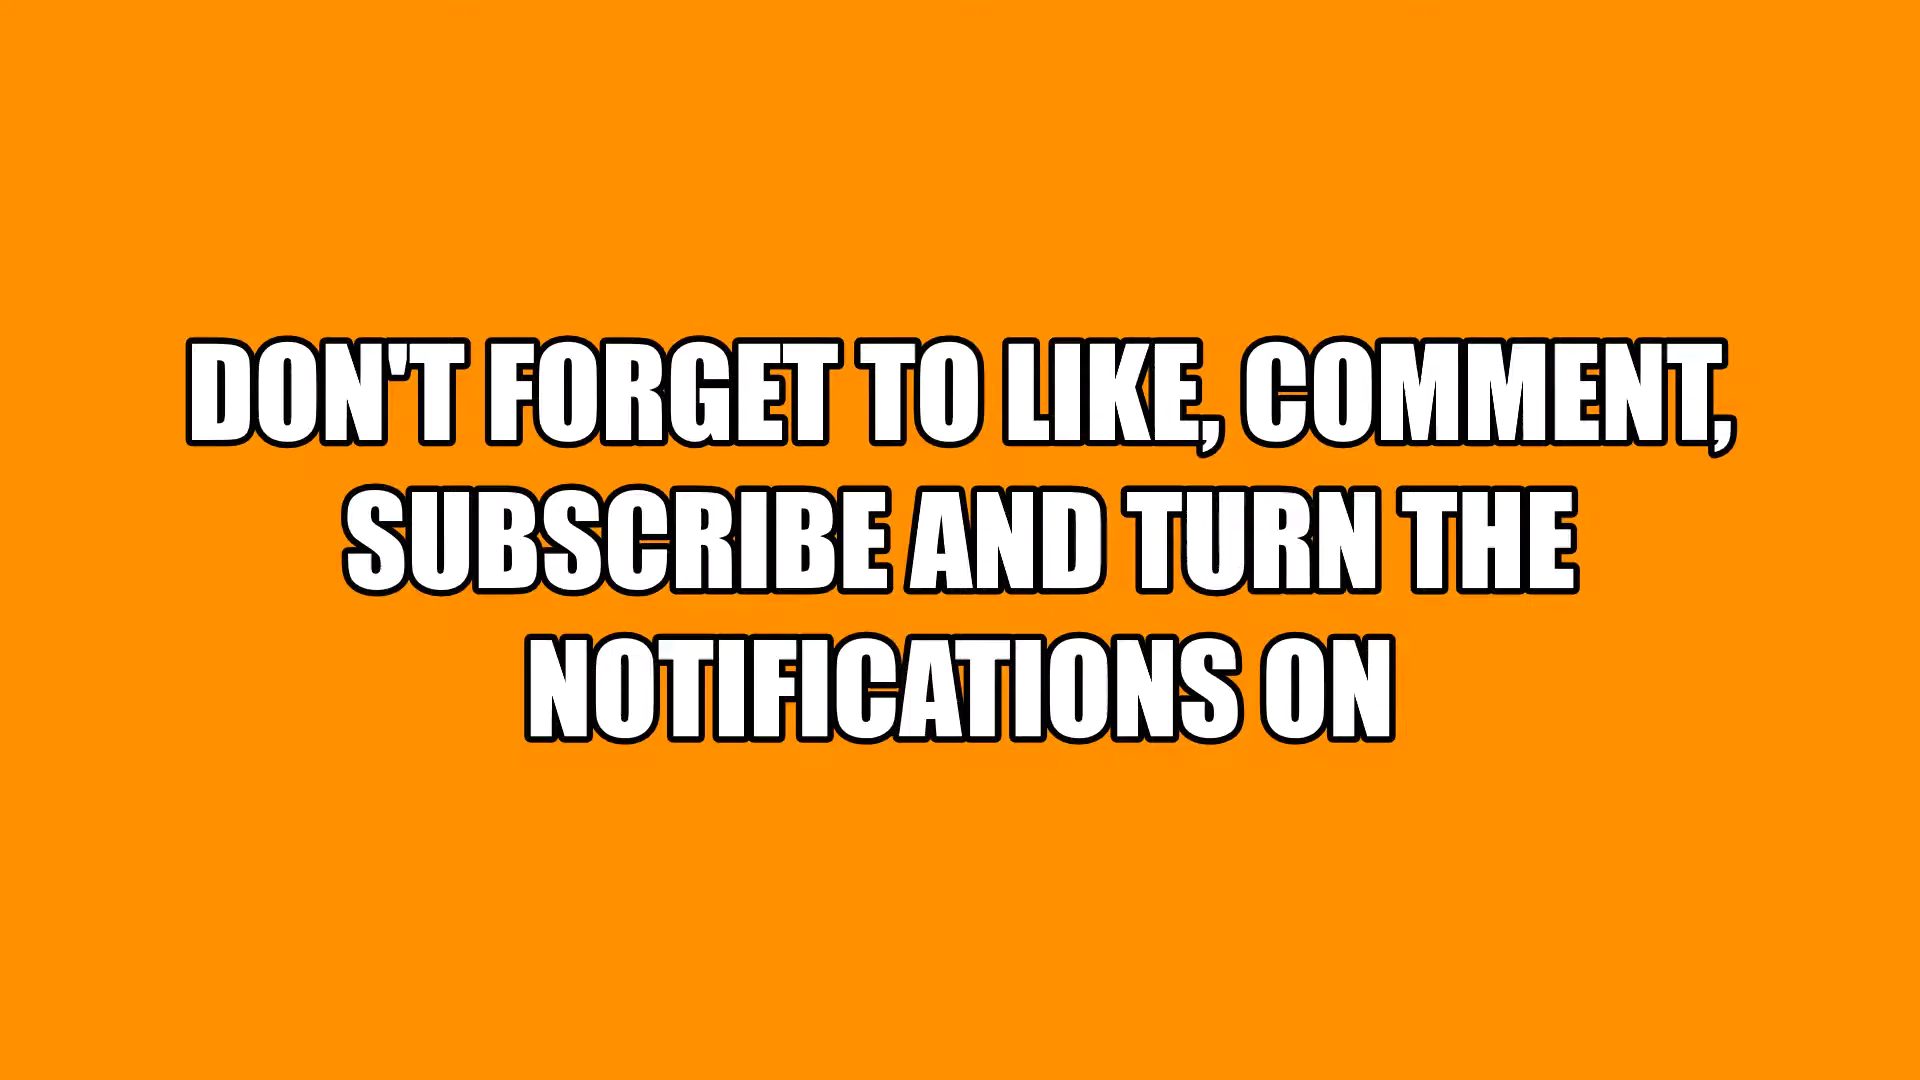 DON'T FORGET TO LIKE, COMMENT,
SUBSCRIBE AND TURN THE
NOTIFICATIONS ON